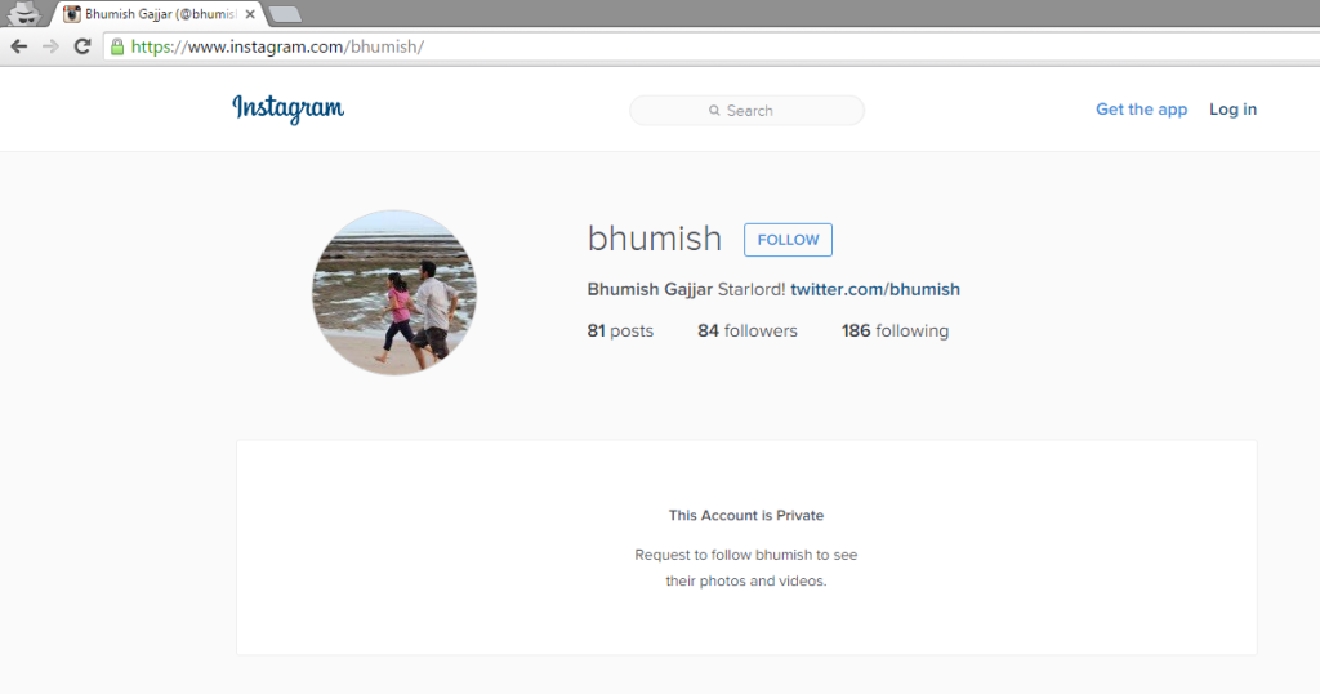 Bhumish Gajjar (@bhumis
https://www.instagram.com/bhumish/
Instagram
Search
Get the app
Log in
bhumish
FOLLOW
Bhumish Gajjar Starlord! twitter.com/bhumish
81 posts
84 followers
186 following
This Account is Private
Request to follow bhumish to see
their photos and videos.